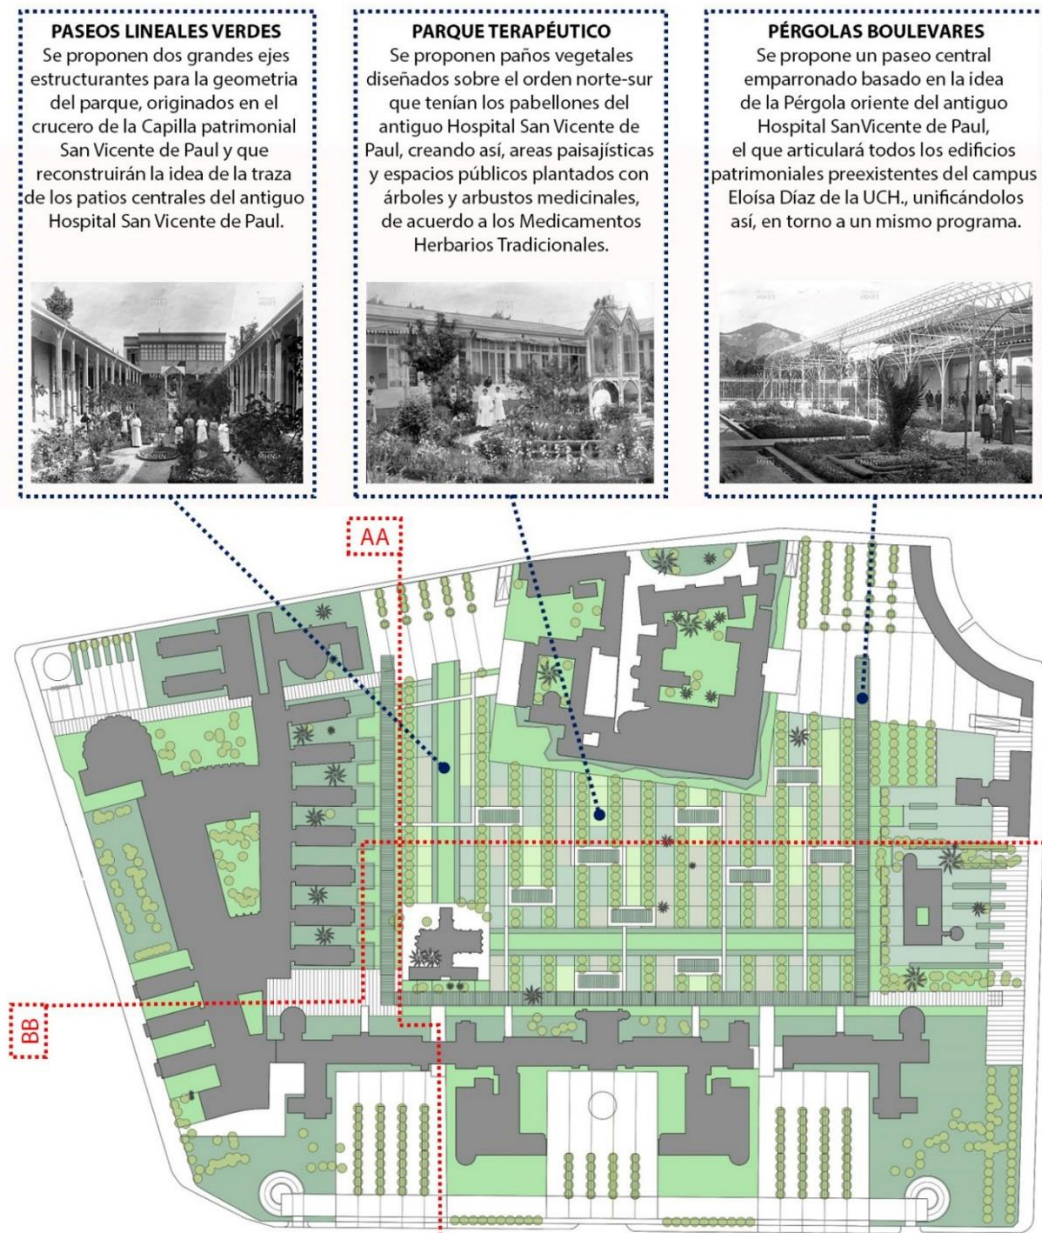 PASEOS LINEALES VERDES
Se proponen dos grandes ejes
estructurantes para la geometria
del parque, originados en el
crucero de la Capilla patrimonial
San Vicente de Paul y que
reconstruirán la idea de la traza
de los patios centrales del antiguo
Hospital San Vicente de Paul.
PARQUE TERAPÉUTICO
Se proponen paños vegetales
diseñados sobre el orden norte-sur
que tenían los pabellones del
antiguo Hospital San Vicente de
Paul, creando así, areas paisajísticas
y espacios públicos plantados con
árboles y arbustos medicinales,
de acuerdo a los Medicamentos
Herbarios Tradicionales.
PÉRGOLAS BOULEVARES
Se propone un paseo central
emparronado basado en la idea
de la Pérgola oriente del antiguo
Hospital SanVicente de Paul,
el que articulará todos los edificios
patrimoniales preexistentes del campus
Eloísa Díaz de la UCH., unificándolos
así, en torno a un mismo programa.
MHN
MHN
MHN
AA
BB